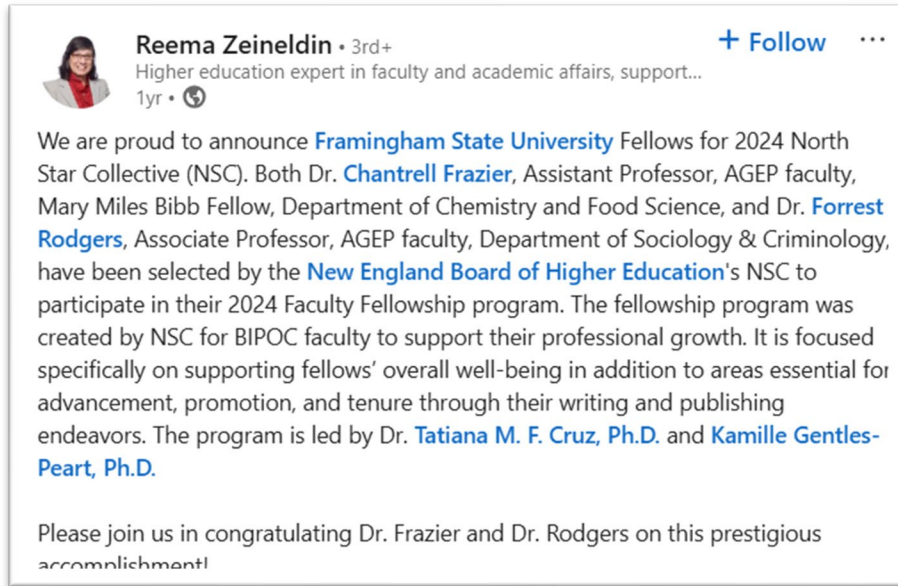 Reema Zeineldin • 3rd+
+ Follow ...
Higher education expert in faculty and academic affairs, support...
1yr •
We are proud to announce Framingham State University Fellows for 2024 North
Star Collective (NSC). Both Dr. Chantrell Frazier, Assistant Professor, AGEP faculty,
Mary Miles Bibb Fellow, Department of Chemistry and Food Science, and Dr. Forrest
Rodgers, Associate Professor, AGEP faculty, Department of Sociology & Criminology,
have been selected by the New England Board of Higher Education's NSC to
participate in their 2024 Faculty Fellowship program. The fellowship program was
created by NSC for BIPOC faculty to support their professional growth. It is focused
specifically on supporting fellows' overall well-being in addition to areas essential for
advancement, promotion, and tenure through their writing and publishing
endeavors. The program is led by Dr. Tatiana M. F. Cruz, Ph.D. and Kamille Gentles-
Peart, Ph.D.
Please join us in congratulating Dr. Frazier and Dr. Rodgers on this prestigious
accomplishment!